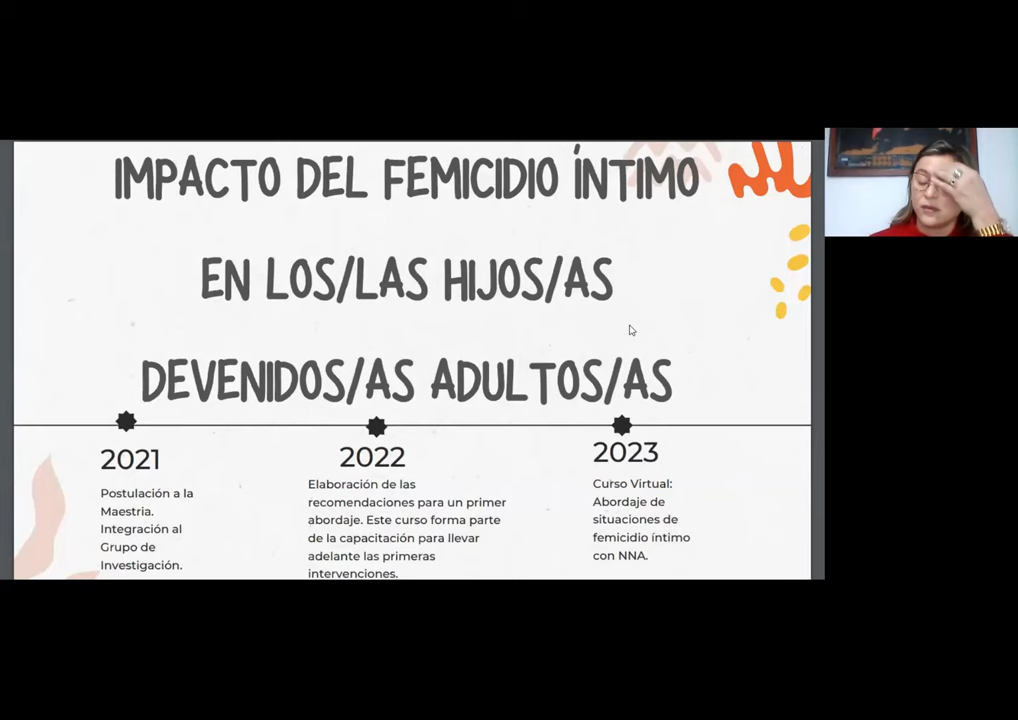 IMPACTO DEL FEMICIDIO ÍNTIMO
EN LOS/LAS HIJOS/AS
DEVENIDOS/AS ADULTOS/AS
2021
Postulación a la
Maestria.
Integración al
Grupo de
Investigación.
2022
Elaboración de las
recomendaciones para un primer
abordaje. Este curso forma parte
de la capacitación para llevar
adelante las primeras
intervenciones.
2023
Curso Virtual:
Abordaje de
situaciones de
femicidio íntimo
con NNA.